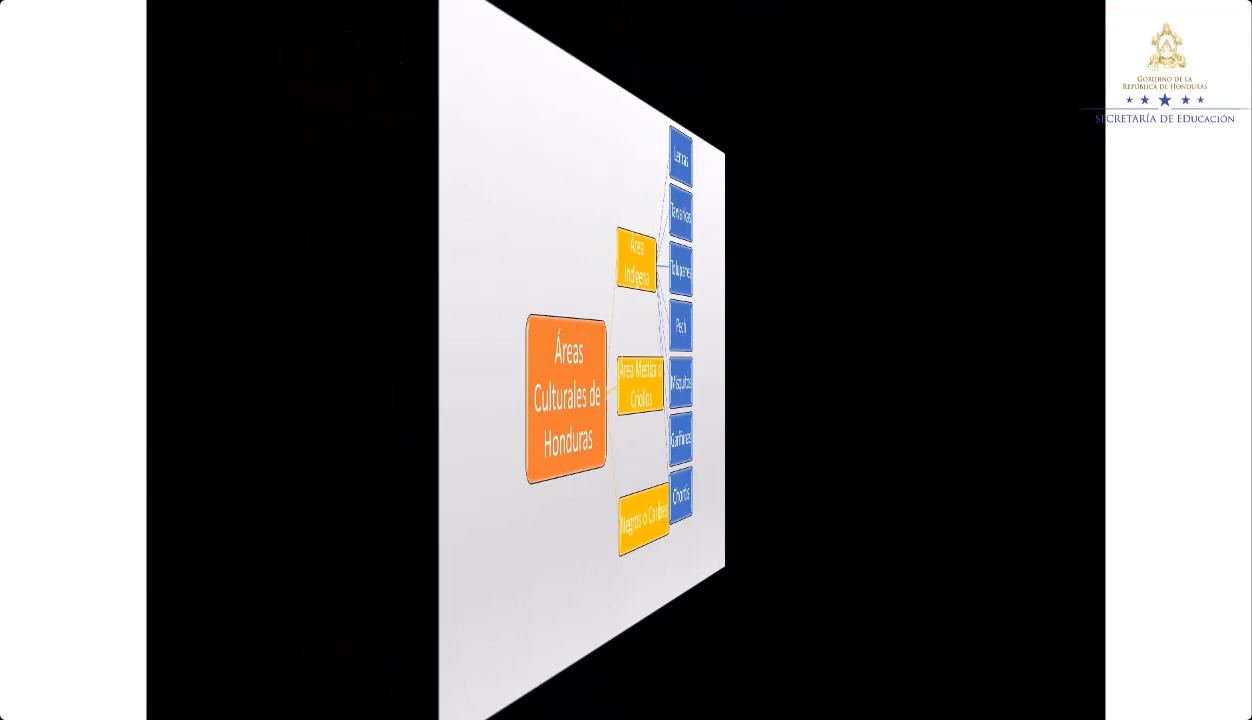 GOBIERNO DE LA
REPÚBLICA DE HONDURAS
SECRETARÍA DE EDUCACIÓN
Áreas
Culturales de
Honduras
Área
Indígena
Área Mestiza o
Criollos
Negros o Caribes
Lencas
Tawahkas
Tolupanes
Pech
Misquitos
Garífunes
Chortis